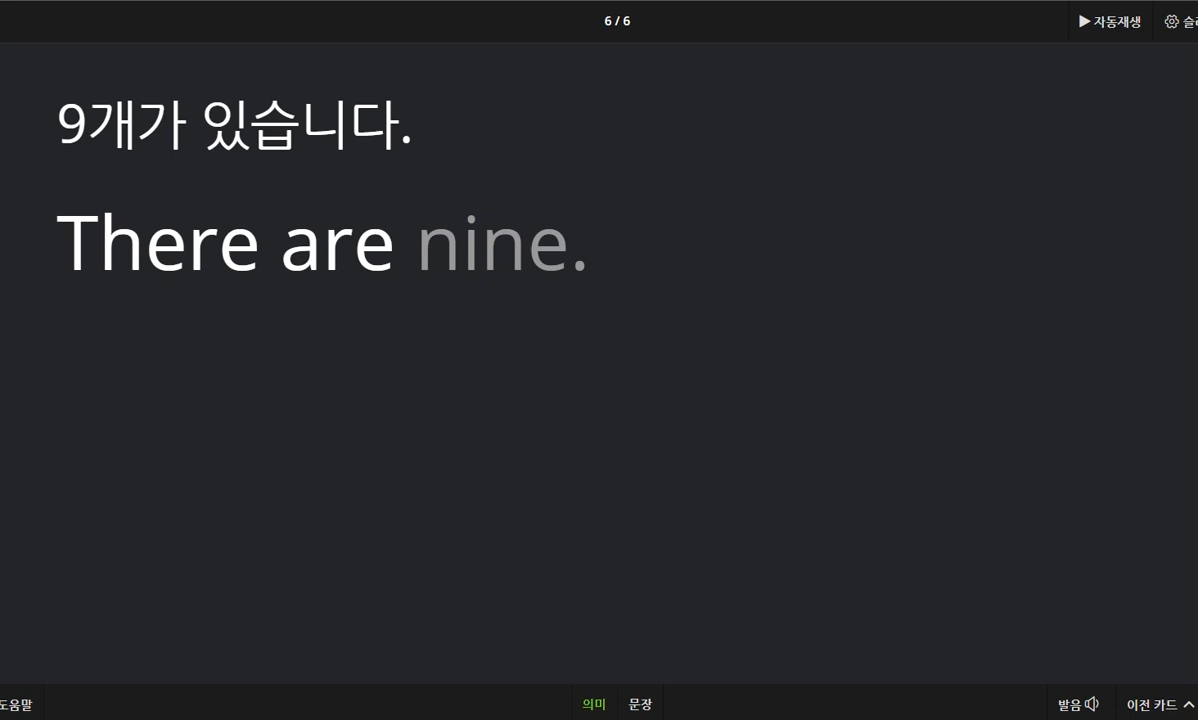 6 / 6
▶ 자동재생
9개가 있습니다.
There are nine.
도움말
의미
문장
발음
이전 카드